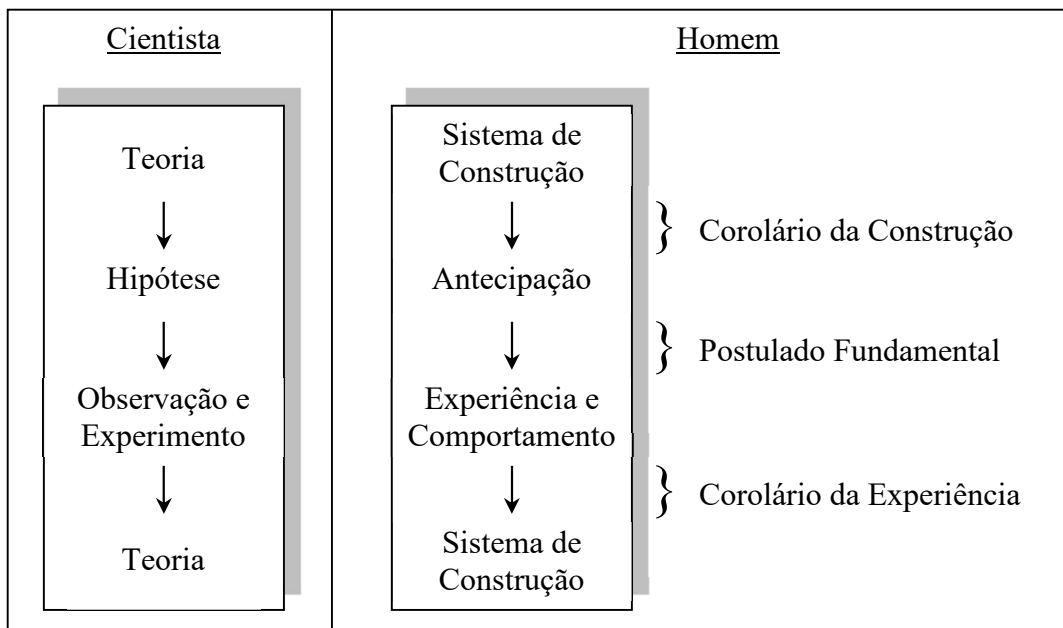 Cientista
Teoria
Hipótese
Observação e
Experimento
Teoria
Homem
Sistema de
Construção
Antecipação
Experiência e
Comportamento
Sistema de
Construção
} Corolário da Construção
} Postulado Fundamental
} Corolário da Experiência